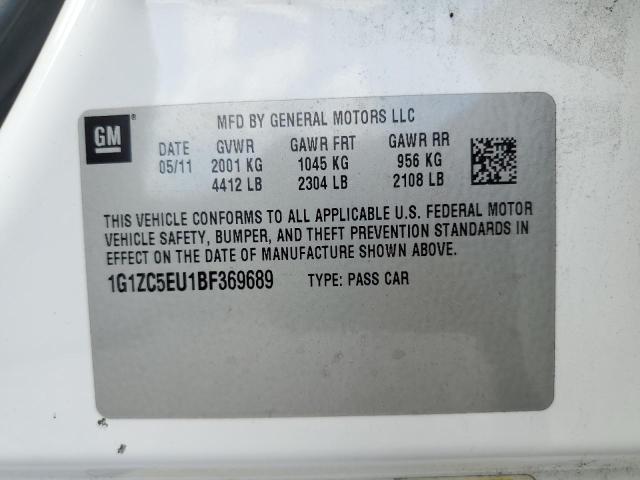 GM
MFD BY GENERAL MOTORS LLC
DATE GVWR GAWR FRT GAWR RR
05/11 2001 KG 1045 KG 956 KG
4412 LB 2304 LB 2108 LB
THIS VEHICLE CONFORMS TO ALL APPLICABLE U.S. FEDERAL MOTOR
VEHICLE SAFETY, BUMPER, AND THEFT PREVENTION STANDARDS IN
EFFECT ON THE DATE OF MANUFACTURE SHOWN ABOVE.
1G1ZC5EU1BF369689 TYPE: PASS CAR